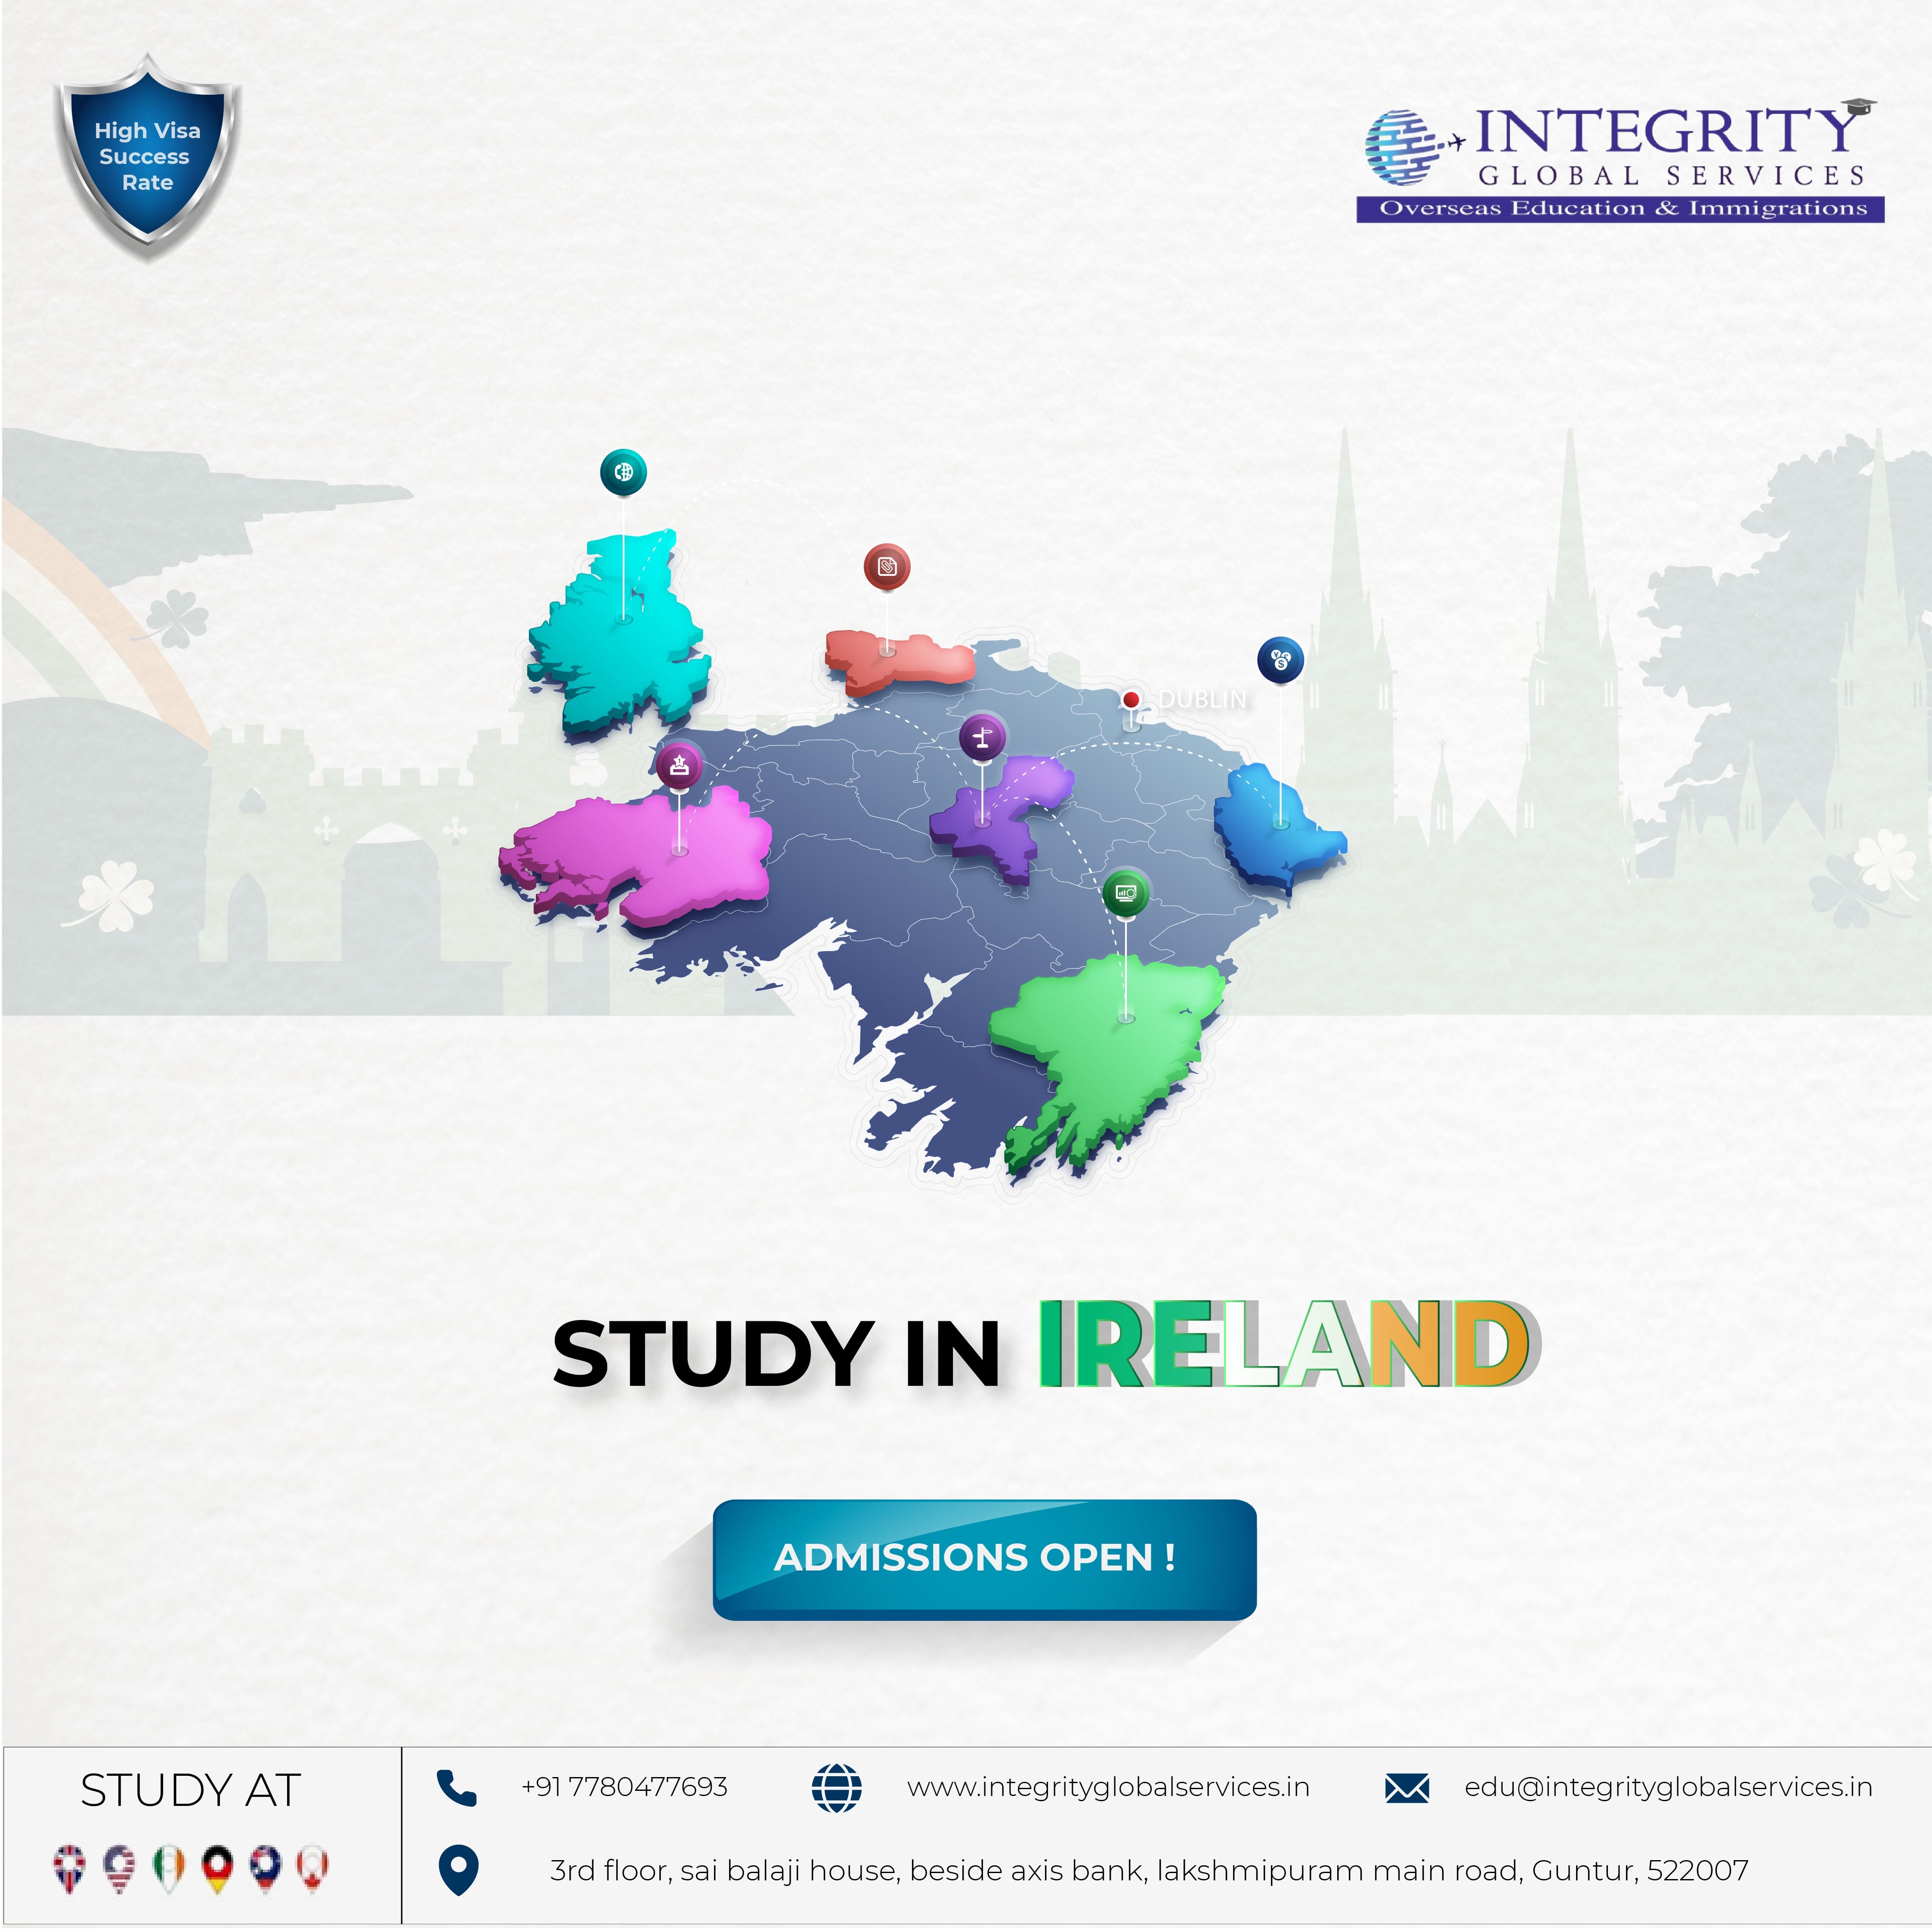 High Visa
Success
Rate
INTEGRITY
GLOBAL SERVICES
Overseas Education & Immigrations
DUBLIN
STUDY IN IRELAND
ADMISSIONS OPEN !
STUDY AT
+91 7780477693
www.integrityglobalservices.in
edu@integrityglobalservices.in
3rd floor, sai balaji house, beside axis bank, lakshmipuram main road, Guntur, 522007